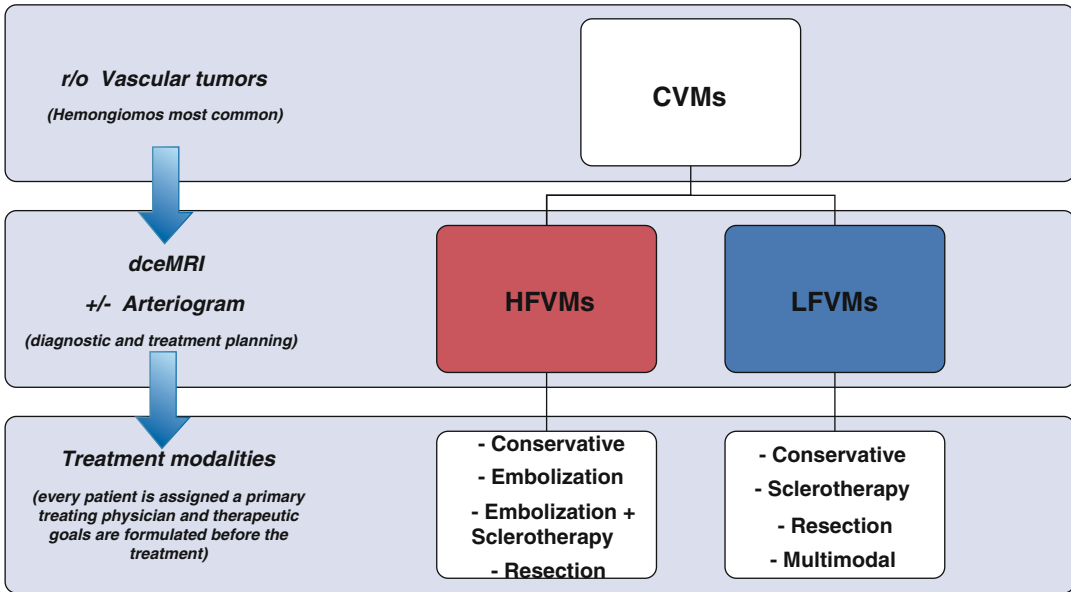 r/o Vascular tumors
(Hemongiomos most common)
CVMs
dceMRI
+/- Arteriogram
(diagnostic and treatment planning)
HFVMs
LFVMs
Treatment modalities
(every patient is assigned a primary
treating physician and therapeutic
goals are formulated before the
treatment)
- Conservative
- Embolization
- Embolization +
Sclerotherapy
- Resection
- Conservative
- Sclerotherapy
- Resection
- Multimodal